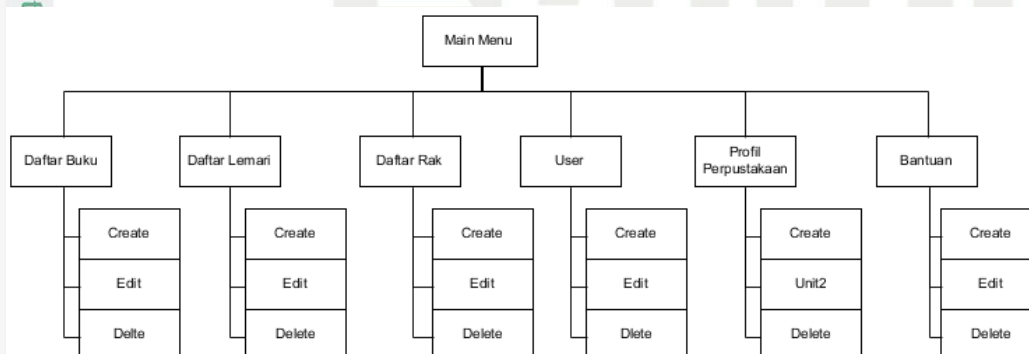 Main Menu
Daftar Buku
Daftar Lemari
Daftar Rak
User
Profil
Perpustakaan
Bantuan
Create
Create
Create
Create
Create
Create
Edit
Edit
Edit
Edit
Unit2
Edit
Delte
Delete
Delete
Dlete
Delete
Delete